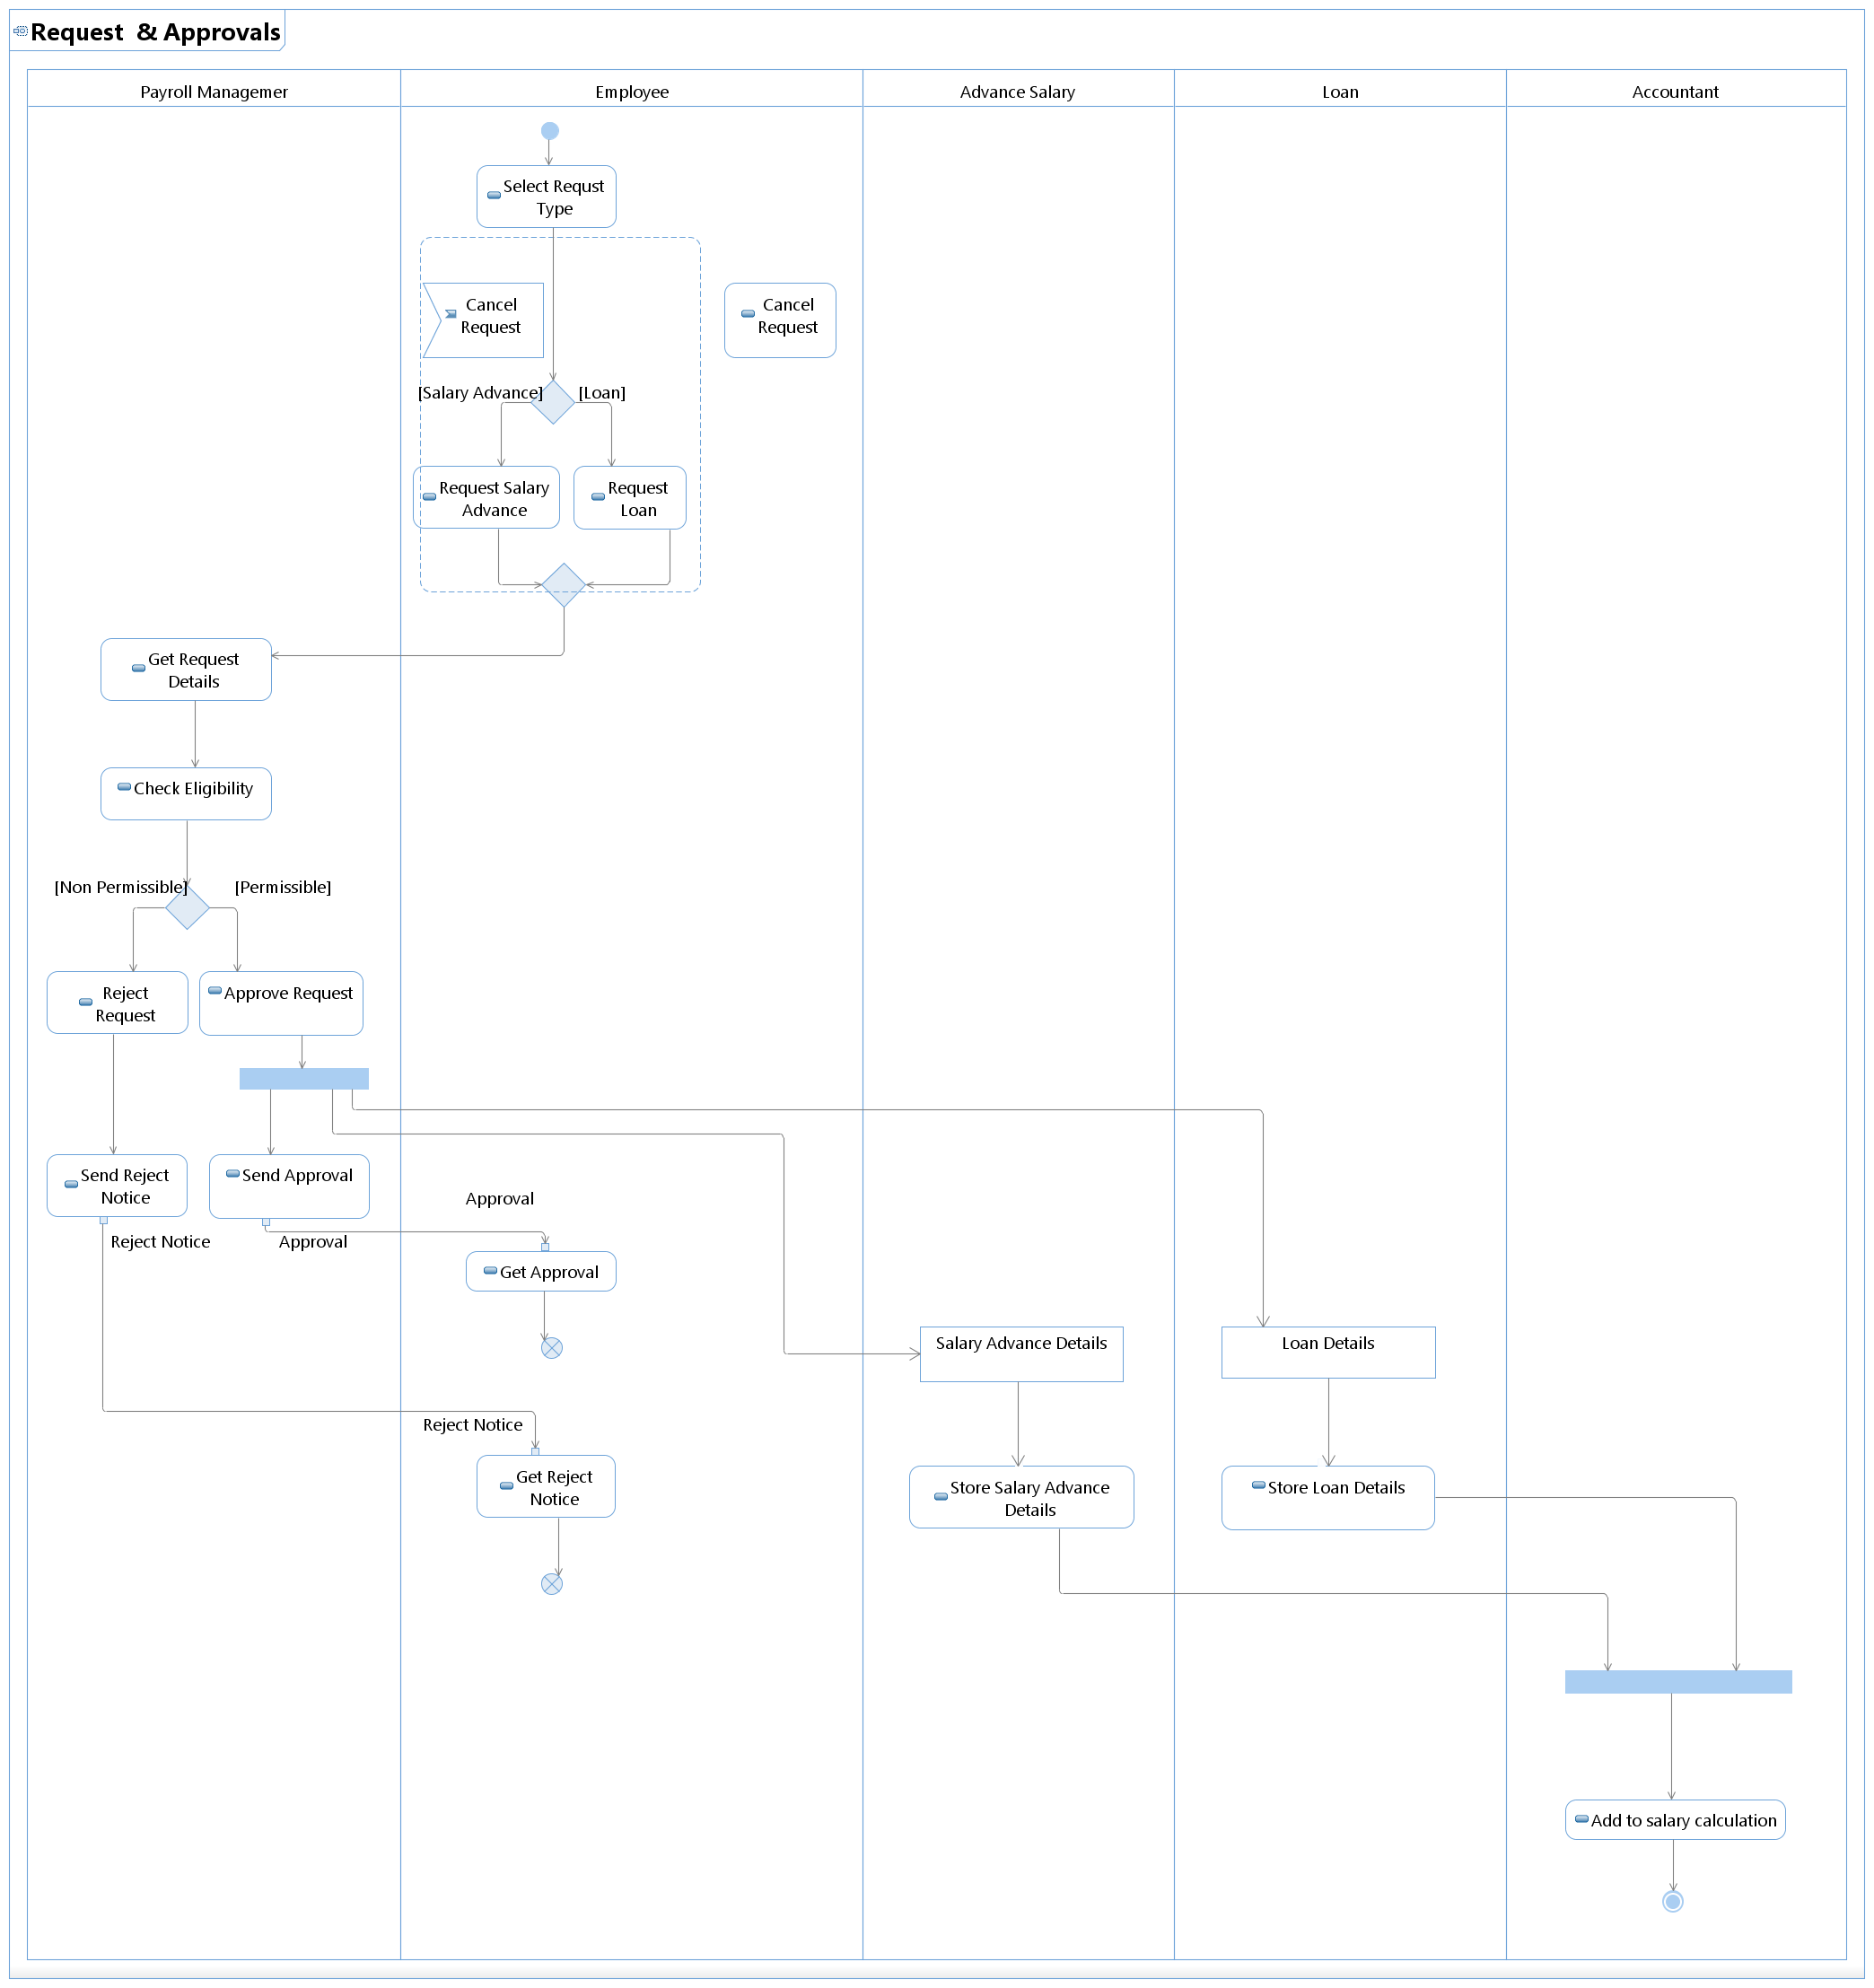 Request  & Approvals
Payroll Managemer
Employee
Advance Salary
Loan
Accountant
Select Requst
Type
Cancel
Request
Cancel
Request
[Salary Advance]
[Loan]
Request Salary
Advance
Request
Loan
Get Request
Details
Check Eligibility
[Non Permissible]
[Permissible]
Reject
Request
Approve Request
Send Reject
Notice
Send Approval
Approval
Reject Notice
Approval
Get Approval
Salary Advance Details
Loan Details
Reject Notice
Get Reject
Notice
Store Salary Advance
Details
Store Loan Details
Add to salary calculation